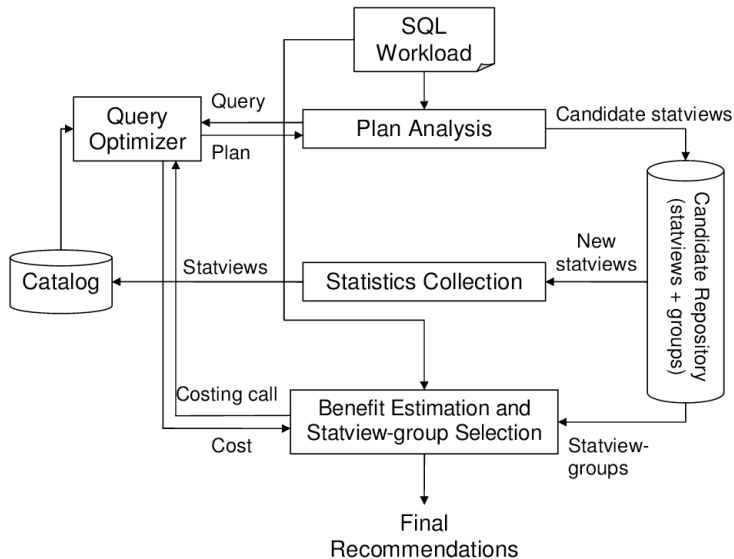 SQL
Workload
Query
Query
Optimizer
Plan Analysis
Candidate statviews
Plan
Candidate Repository
(statviews + groups)
New
statviews
Statviews
Catalog
Statistics Collection
Costing call
Benefit Estimation and
Statview-group Selection
Cost
Statview-
groups
Final
Recommendations